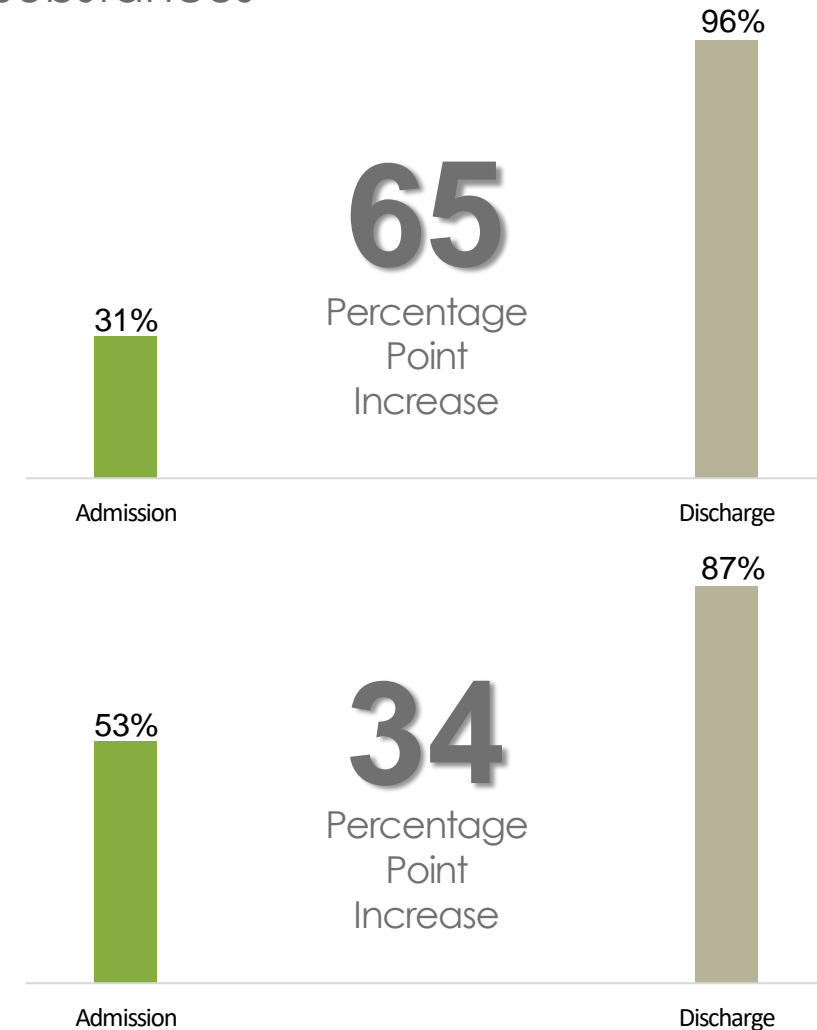 96%
65
Percentage
Point
Increase
31%
Admission
Discharge
87%
34
Percentage
Point
Increase
53%
Admission
Discharge